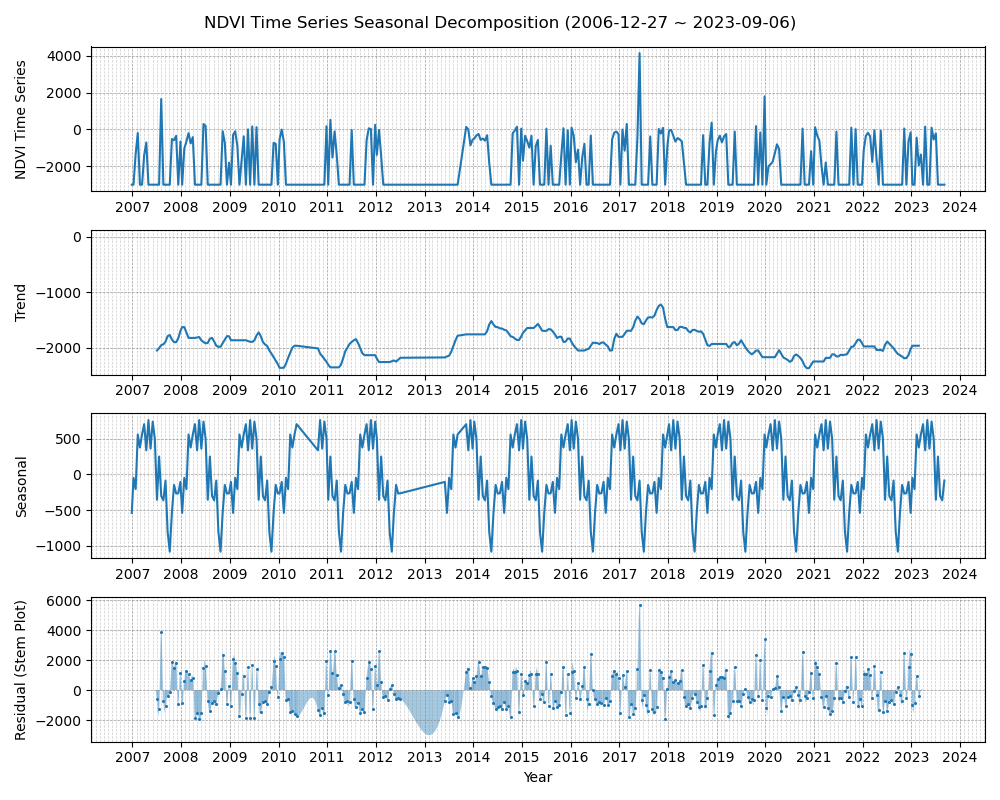 NDVI Time Series Seasonal Decomposition (2006-12-27 ~ 2023-09-06)
NDVI Time Series
4000
2000
0
−2000
2007 2008 2009 2010 2011 2012 2013 2014 2015 2016 2017 2018 2019 2020 2021 2022 2023 2024
Trend
0
−1000
−2000
2007 2008 2009 2010 2011 2012 2013 2014 2015 2016 2017 2018 2019 2020 2021 2022 2023 2024
Seasonal
500
0
−500
−1000
2007 2008 2009 2010 2011 2012 2013 2014 2015 2016 2017 2018 2019 2020 2021 2022 2023 2024
Residual (Stem Plot)
6000
4000
2000
0
−2000
2007 2008 2009 2010 2011 2012 2013 2014 2015 2016 2017 2018 2019 2020 2021 2022 2023 2024
Year